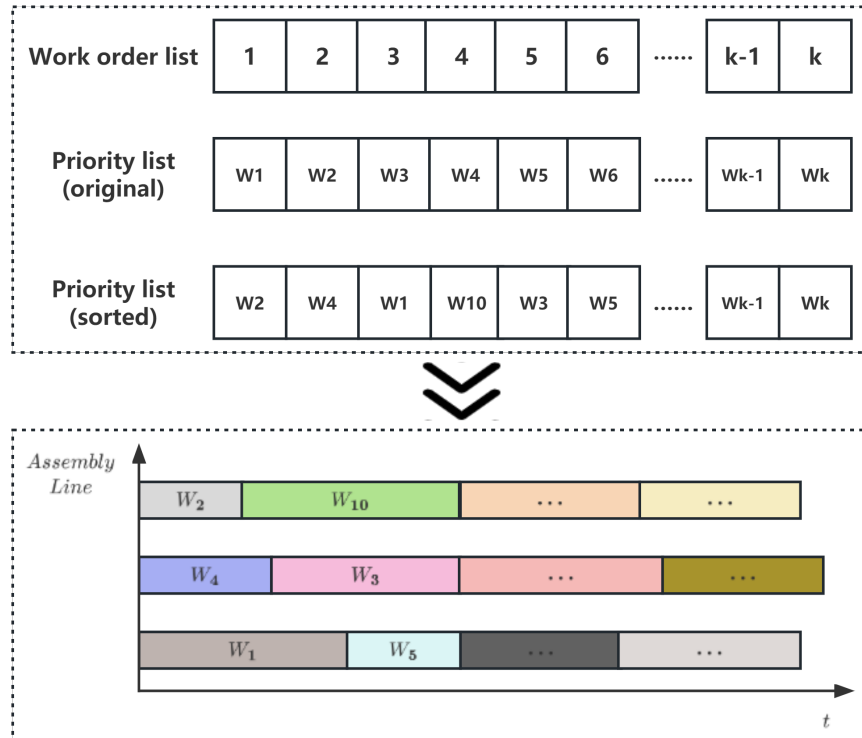 Work order list 1 2 3 4 5 6 ...... k-1 k
Priority list
(original)
W1 W2 W3 W4 W5 W6 ...... Wk-1 Wk
Priority list
(sorted)
W2 W4 W1 W10 W3 W5 ...... Wk-1 Wk
Assembly
Line
W2 W10 ... ...
W4 W3 ... ...
W1 W5 ... ...
t